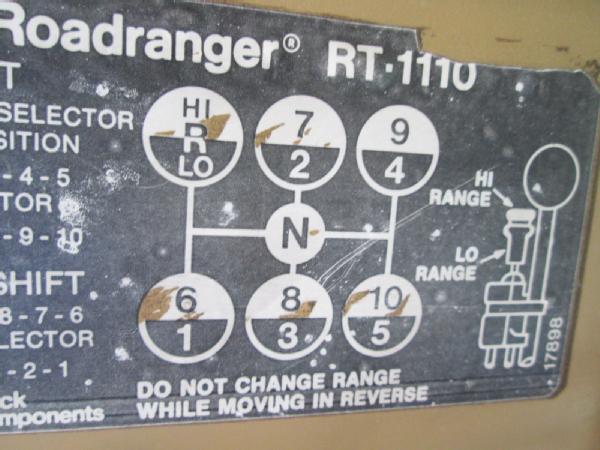 Roadranger® RT-1110
T
SELECTOR
SITION
-4-5
TOR
-9-10
SHIFT
8-7-6
LECTOR
-2-1
ck
mponents
HI
R
LO
7
2
9
4
N
6
1
8
3
10
5
HI
RANGE
LO
RANGE
17898
DO NOT CHANGE RANGE
WHILE MOVING IN REVERSE